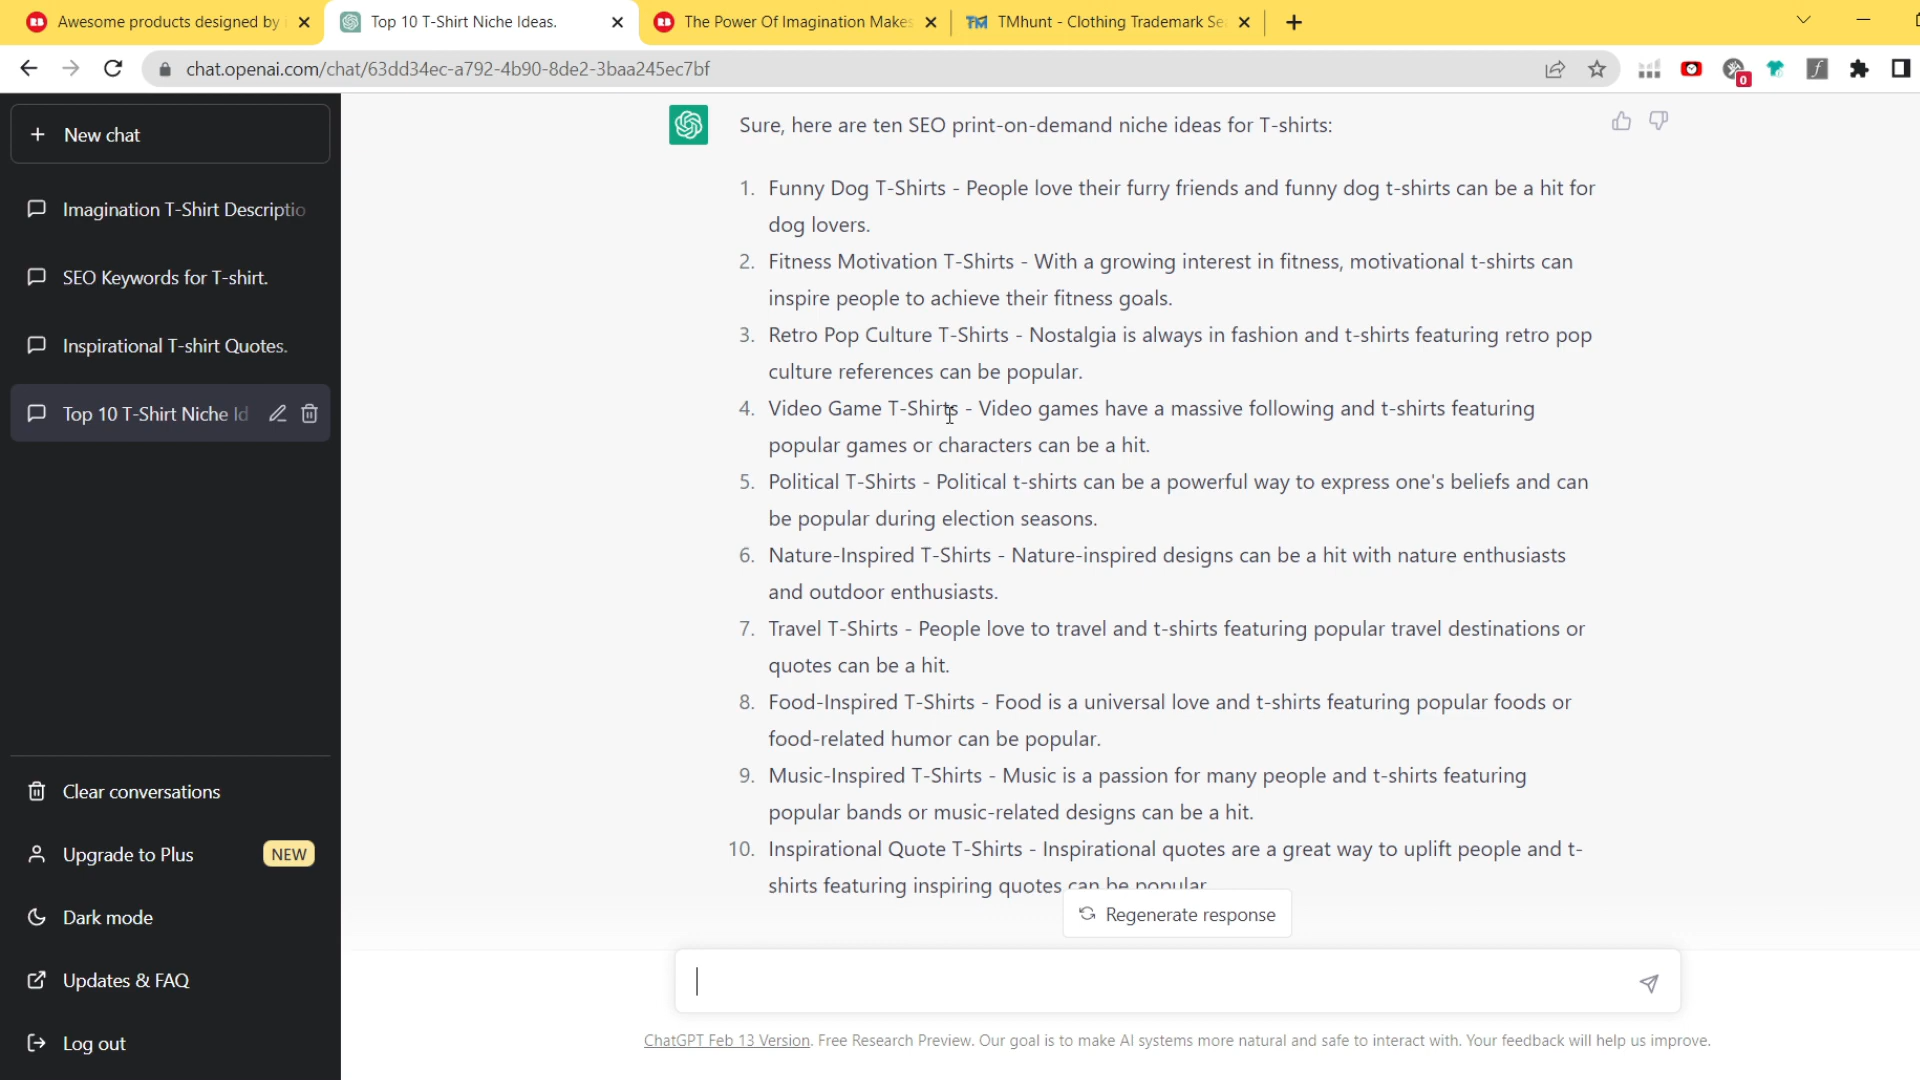 Awesome products designed by
Top 10 T-Shirt Niche Ideas.
The Power Of Imagination Makes
TM TMhunt - Clothing Trademark Se
chat.openai.com/chat/63dd34ec-a792-4b90-8de2-3baa245ec7bf
0
+ New chat
Imagination T-Shirt Descriptio
SEO Keywords for T-shirt.
Inspirational T-shirt Quotes.
Top 10 T-Shirt Niche Id
Clear conversations
Upgrade to Plus NEW
Dark mode
Updates & FAQ
Log out
Sure, here are ten SEO print-on-demand niche ideas for T-shirts:
1. Funny Dog T-Shirts - People love their furry friends and funny dog t-shirts can be a hit for
dog lovers.
2. Fitness Motivation T-Shirts - With a growing interest in fitness, motivational t-shirts can
inspire people to achieve their fitness goals.
3. Retro Pop Culture T-Shirts - Nostalgia is always in fashion and t-shirts featuring retro pop
culture references can be popular.
4. Video Game T-Shirts - Video games have a massive following and t-shirts featuring
popular games or characters can be a hit.
5. Political T-Shirts - Political t-shirts can be a powerful way to express one's beliefs and can
be popular during election seasons.
6. Nature-Inspired T-Shirts - Nature-inspired designs can be a hit with nature enthusiasts
and outdoor enthusiasts.
7. Travel T-Shirts - People love to travel and t-shirts featuring popular travel destinations or
quotes can be a hit.
8. Food-Inspired T-Shirts - Food is a universal love and t-shirts featuring popular foods or
food-related humor can be popular.
9. Music-Inspired T-Shirts - Music is a passion for many people and t-shirts featuring
popular bands or music-related designs can be a hit.
10. Inspirational Quote T-Shirts - Inspirational quotes are a great way to uplift people and t-
shirts featuring inspiring quotes can be popular
Regenerate response
ChatGPT Feb 13 Version. Free Research Preview. Our goal is to make AI systems more natural and safe to interact with. Your feedback will help us improve.